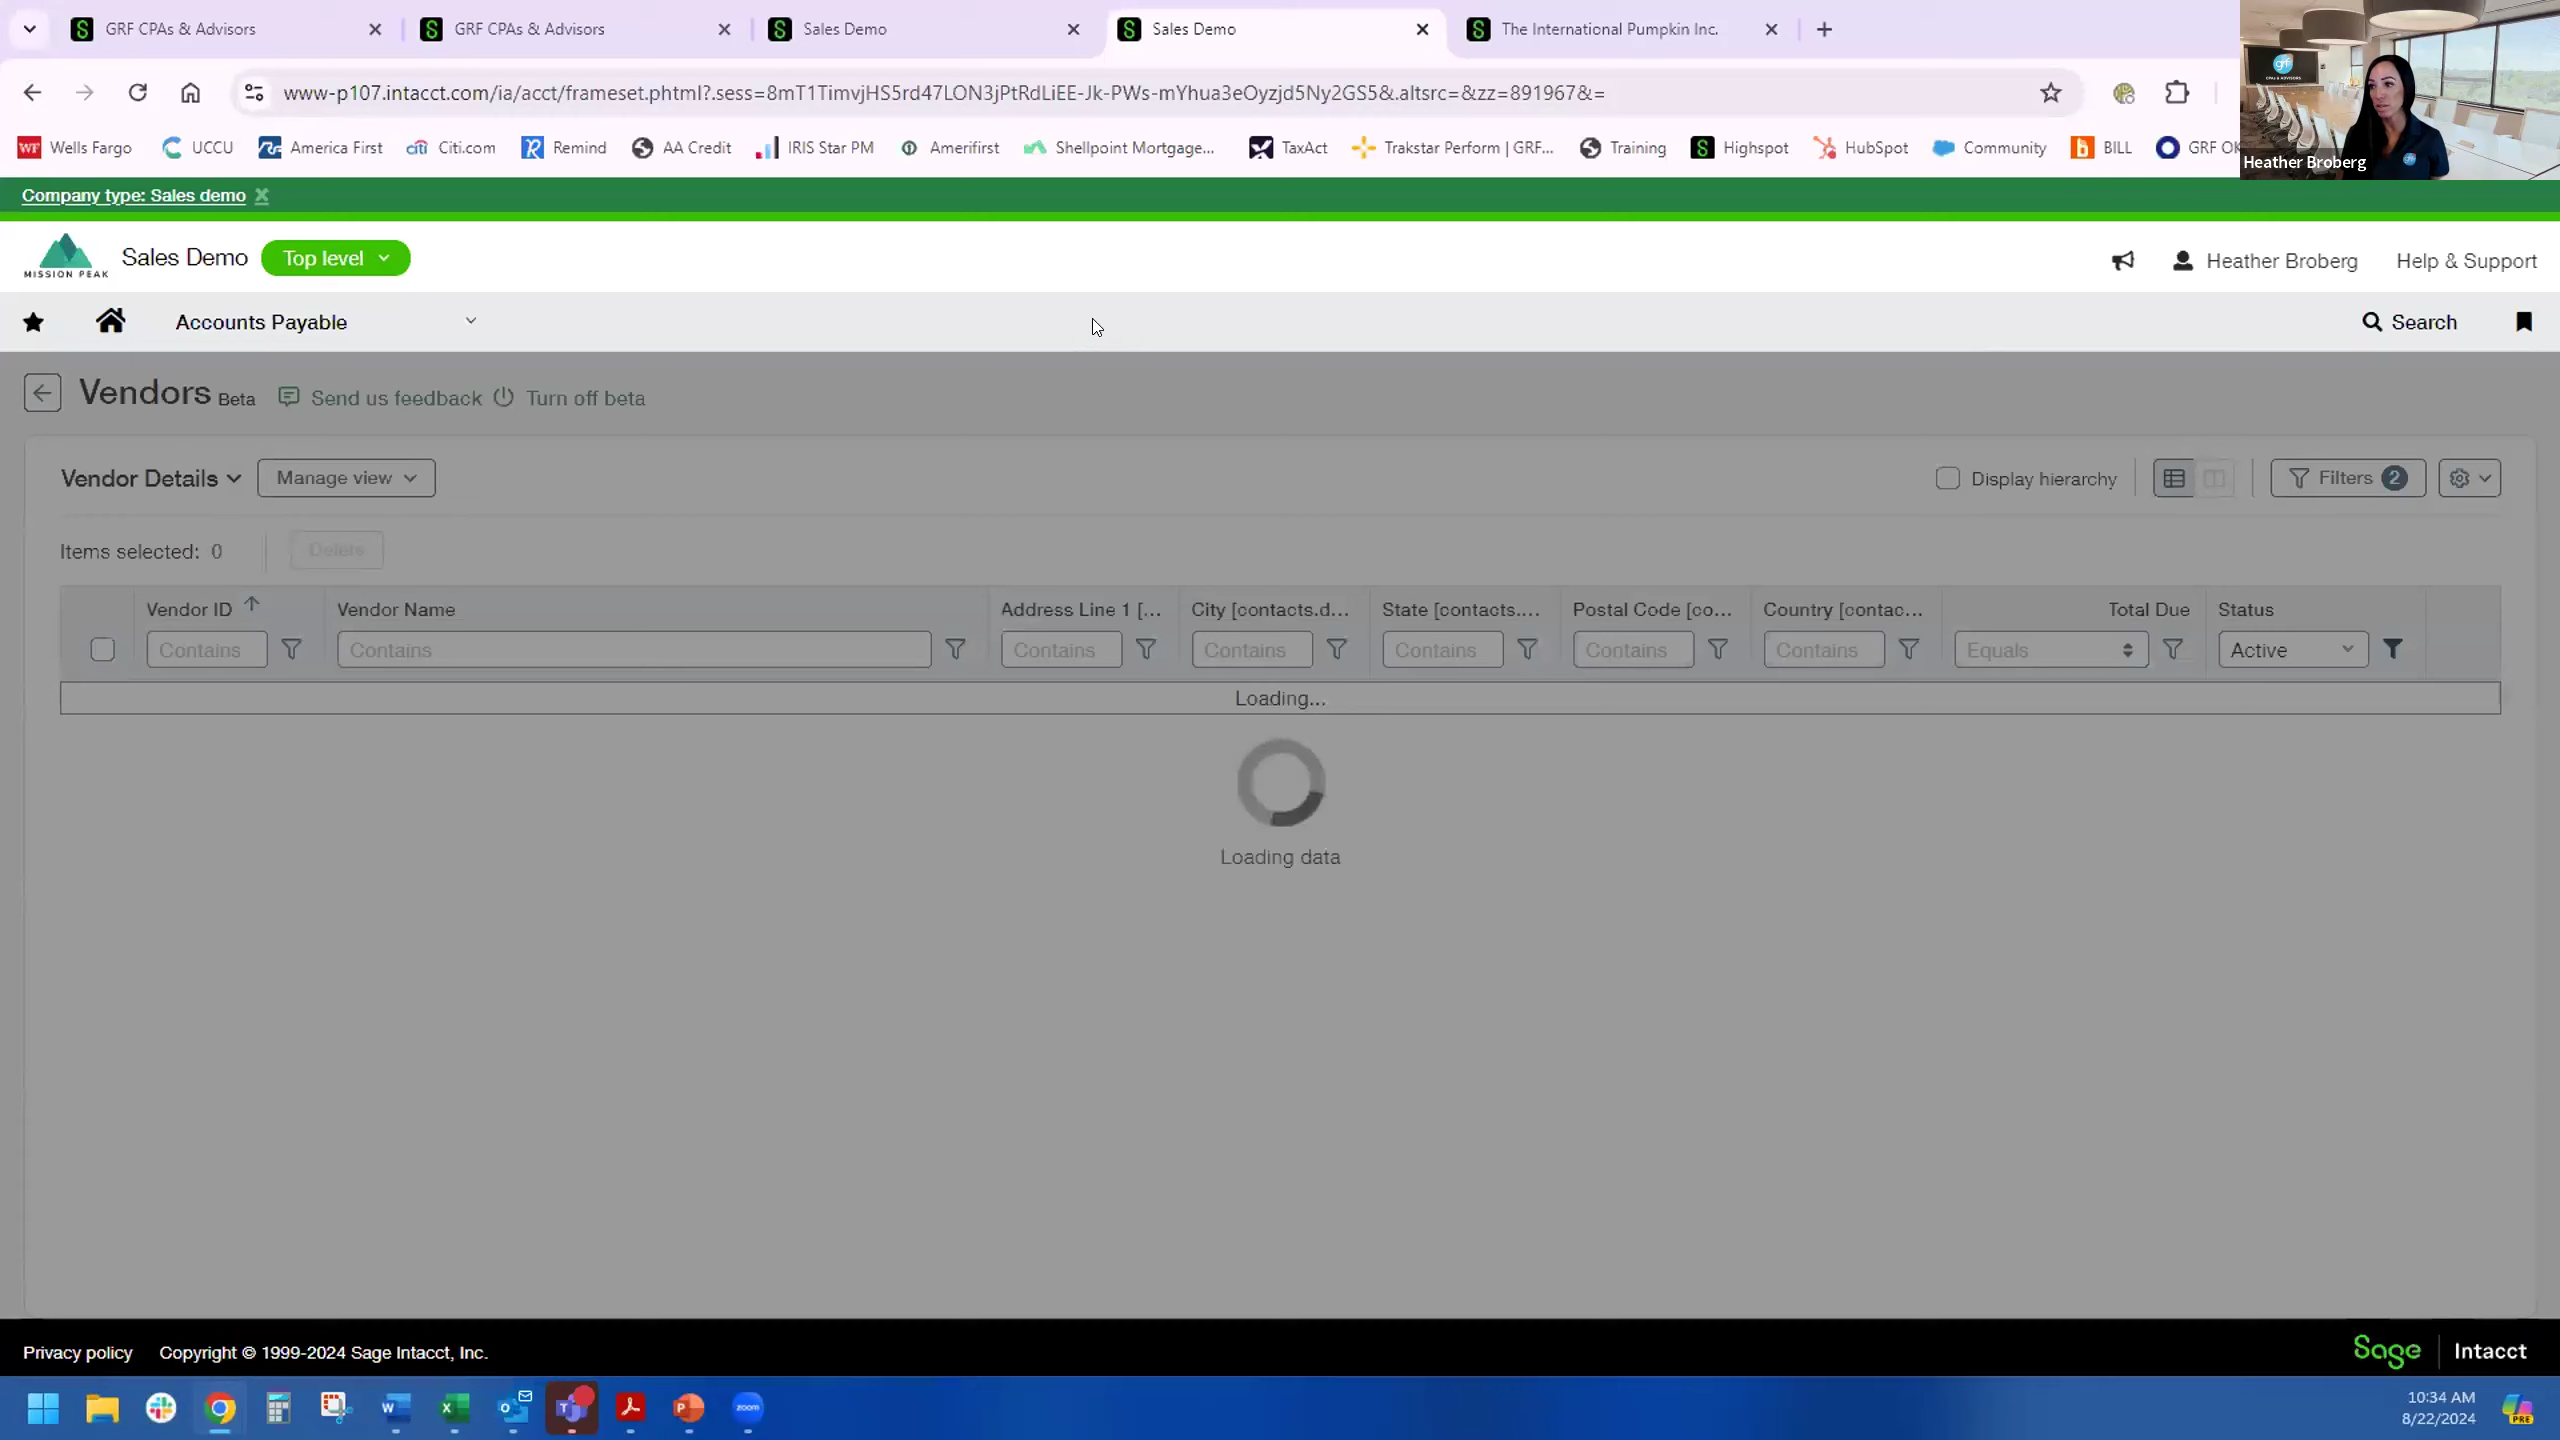 GRF CPAs & Advisors
GRF CPAs & Advisors
Sales Demo
Sales Demo
The International Pumpkin Inc.
www-p107.intacct.com/ia/acct/frameset.phtml?.sess=8mT1TimvjHS5rd47LON3jPtRdLiEE-Jk-PWs-mYhua3eOyzjd5Ny2GS5&.altsrc=&zz=891967&=
WF Wells Fargo
UCCU
America First
citi Citi.com
Remind
AA Credit
IRIS Star PM
Amerifirst
Shellpoint Mortgage...
TaxAct
Trakstar Perform | GRF...
Training
Highspot
HubSpot
Community
BILL
GRF OK
grf
Heather Broberg
Company type: Sales demo
MISSION PEAK
Sales Demo
Top level
Heather Broberg
Help & Support
Accounts Payable
Search
Vendors Beta
Send us feedback
Turn off beta
Vendor Details
Manage view
Display hierarchy
Filters 2
Items selected: 0
Delete
Vendor ID
Vendor Name
Address Line 1 [...
City [contacts.d...
State [contacts....
Postal Code [co...
Country [contac...
Total Due
Status
Contains
Contains
Contains
Contains
Contains
Contains
Contains
Equals
Active
Loading...
Loading data
Privacy policy
Copyright © 1999-2024 Sage Intacct, Inc.
Sage
Intacct
zoom
10:34 AM
8/22/2024
PRE